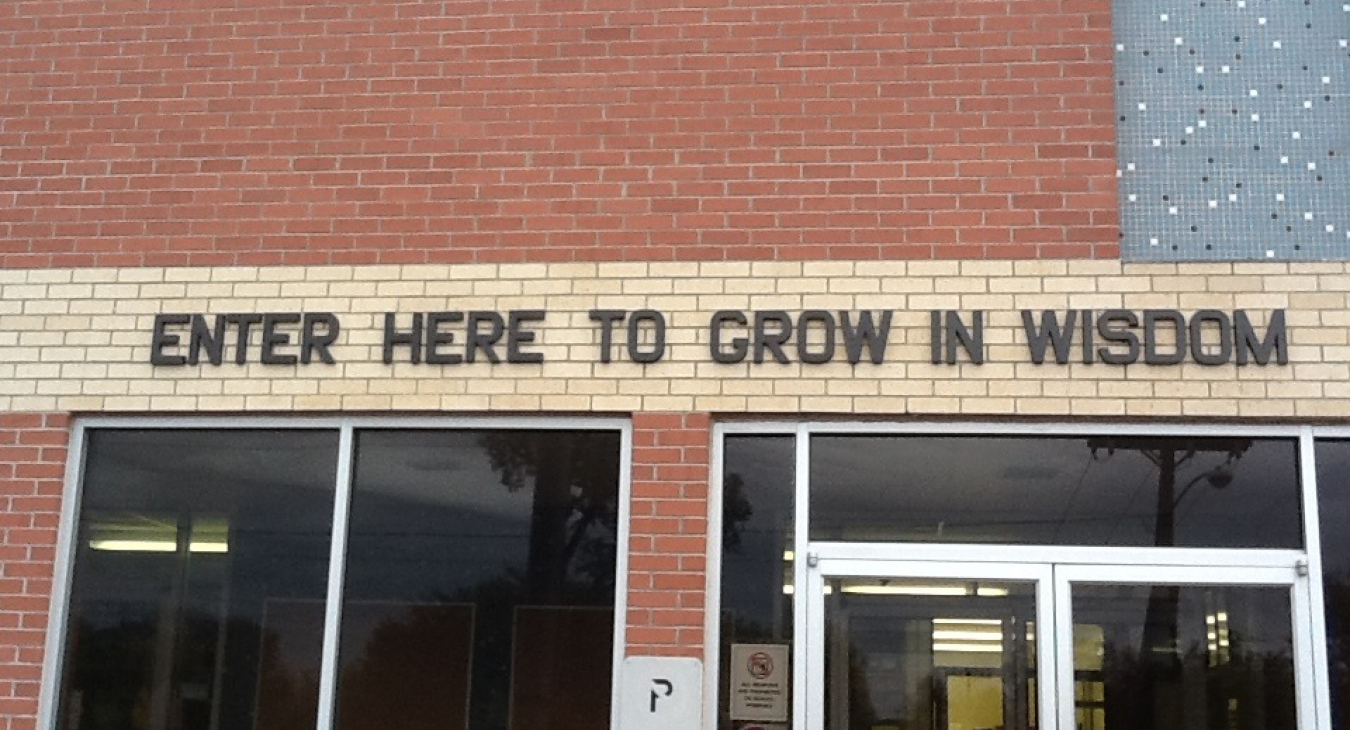 ENTER HERE TO GROW IN WISDOM
P